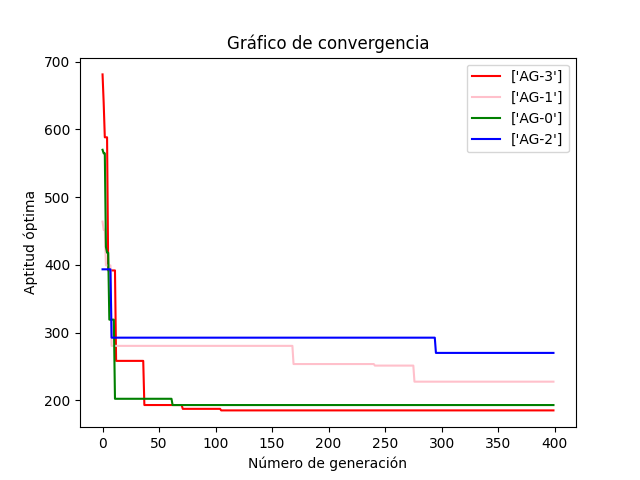 Gráfico de convergencia
700
600
500
400
300
200
Aptitud óptima
0 50 100 150 200 250 300 350 400
Número de generación
['AG-3']
['AG-1']
['AG-0']
['AG-2']